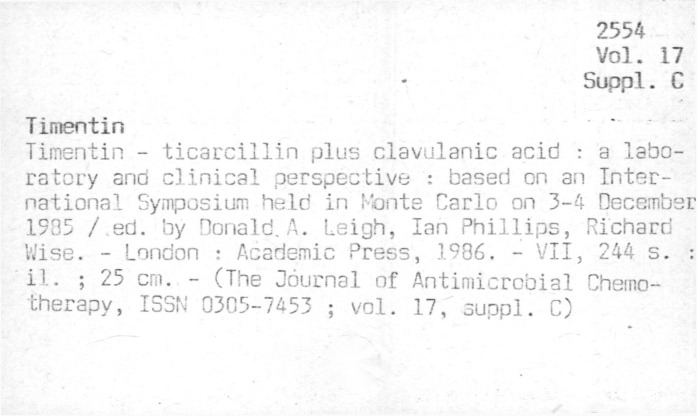 2554
Vol. 17
Suppl. C
Timentin
Timentin - ticarcillin plus clavulanic acid : a labo-
ratory and clinical perspective : based on an Inter-
national Symposium held in Monte Carlo on 3-4 December
1985 / ed. by Donald A. Leigh, Ian Phillips, Richard
Wise. - London : Academic Press, 1986. - VII, 244 s. :
il. ; 25 cm. - (The Journal of Antimicrobial Chemo-
therapy, ISSN 0305-7453 ; vol. 17, suppl. C)